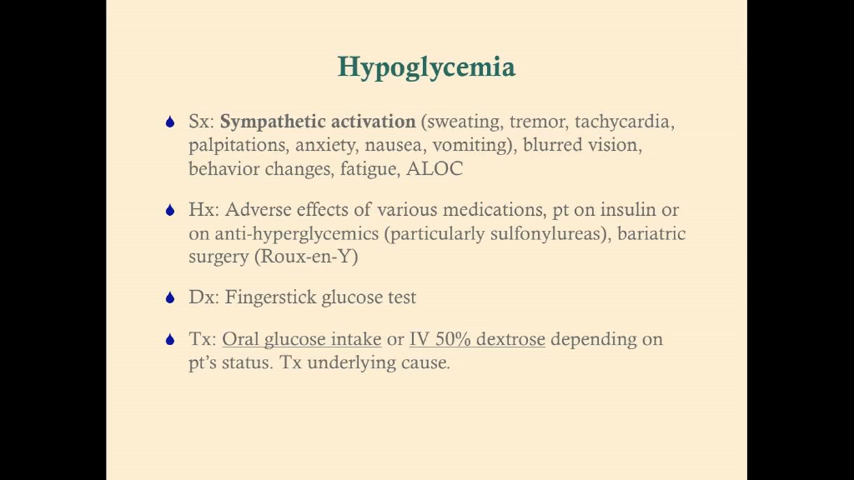 Hypoglycemia
Sx: Sympathetic activation (sweating, tremor, tachycardia,
palpitations, anxiety, nausea, vomiting), blurred vision,
behavior changes, fatigue, ALOC
Hx: Adverse effects of various medications, pt on insulin or
on anti-hyperglycemics (particularly sulfonylureas), bariatric
surgery (Roux-en-Y)
Dx: Fingerstick glucose test
Tx: Oral glucose intake or IV 50% dextrose depending on
pt's status. Tx underlying cause.